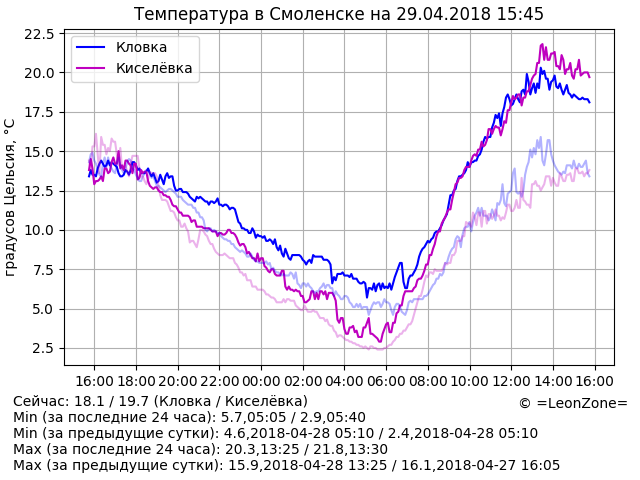 Температура в Смоленске на 29.04.2018 15:45
Кловка
Киселёвка
градусов Цельсия, °C
22.5
20.0
17.5
15.0
12.5
10.0
7.5
5.0
2.5
16:00 18:00 20:00 22:00 00:00 02:00 04:00 06:00 08:00 10:00 12:00 14:00 16:00
Сейчас: 18.1 / 19.7 (Кловка / Киселёвка)
© =LeonZone=
Min (за последние 24 часа): 5.7,05:05 / 2.9,05:40
Min (за предыдущие сутки): 4.6,2018-04-28 05:10 / 2.4,2018-04-28 05:10
Max (за последние 24 часа): 20.3,13:25 / 21.8,13:30
Max (за предыдущие сутки): 15.9,2018-04-28 13:25 / 16.1,2018-04-27 16:05